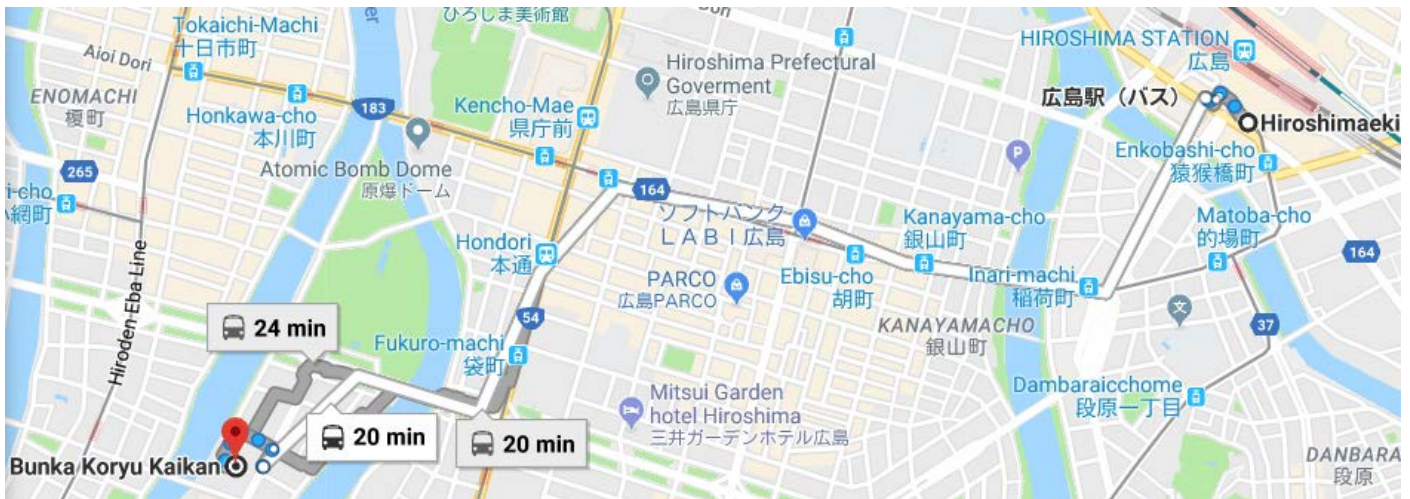 ひろしま美術館
Tokaichi-Machi
十日市町
Aioi Dori
ENOMACHI
榎町
Honkawa-cho
本川町
183
Kencho-Mae
県庁前
Hiroshima Prefectural
Goverment
広島県庁
HIROSHIMA STATION
広島
広島駅（バス）
Hiroshimaeki
Enkobashi-cho
猿猴橋町
Atomic Bomb Dome
原爆ドーム
265
i-cho
小網町
164
ソフトバンク
ＬＡＢＩ広島
Kanayama-cho
銀山町
Matoba-cho
的場町
164
Hondori
本通
PARCO
広島PARCO
Ebisu-cho
胡町
Inari-machi
稲荷町
文
P
Hiroden Eba Line
24 min
54
Fukuro-machi
袋町
KANAYAMACHO
銀山町
37
Mitsui Garden
hotel Hiroshima
三井ガーデンホテル広島
Dambaraicchome
段原一丁目
20 min
20 min
Bunka Koryu Kaikan
DANBARA
段原